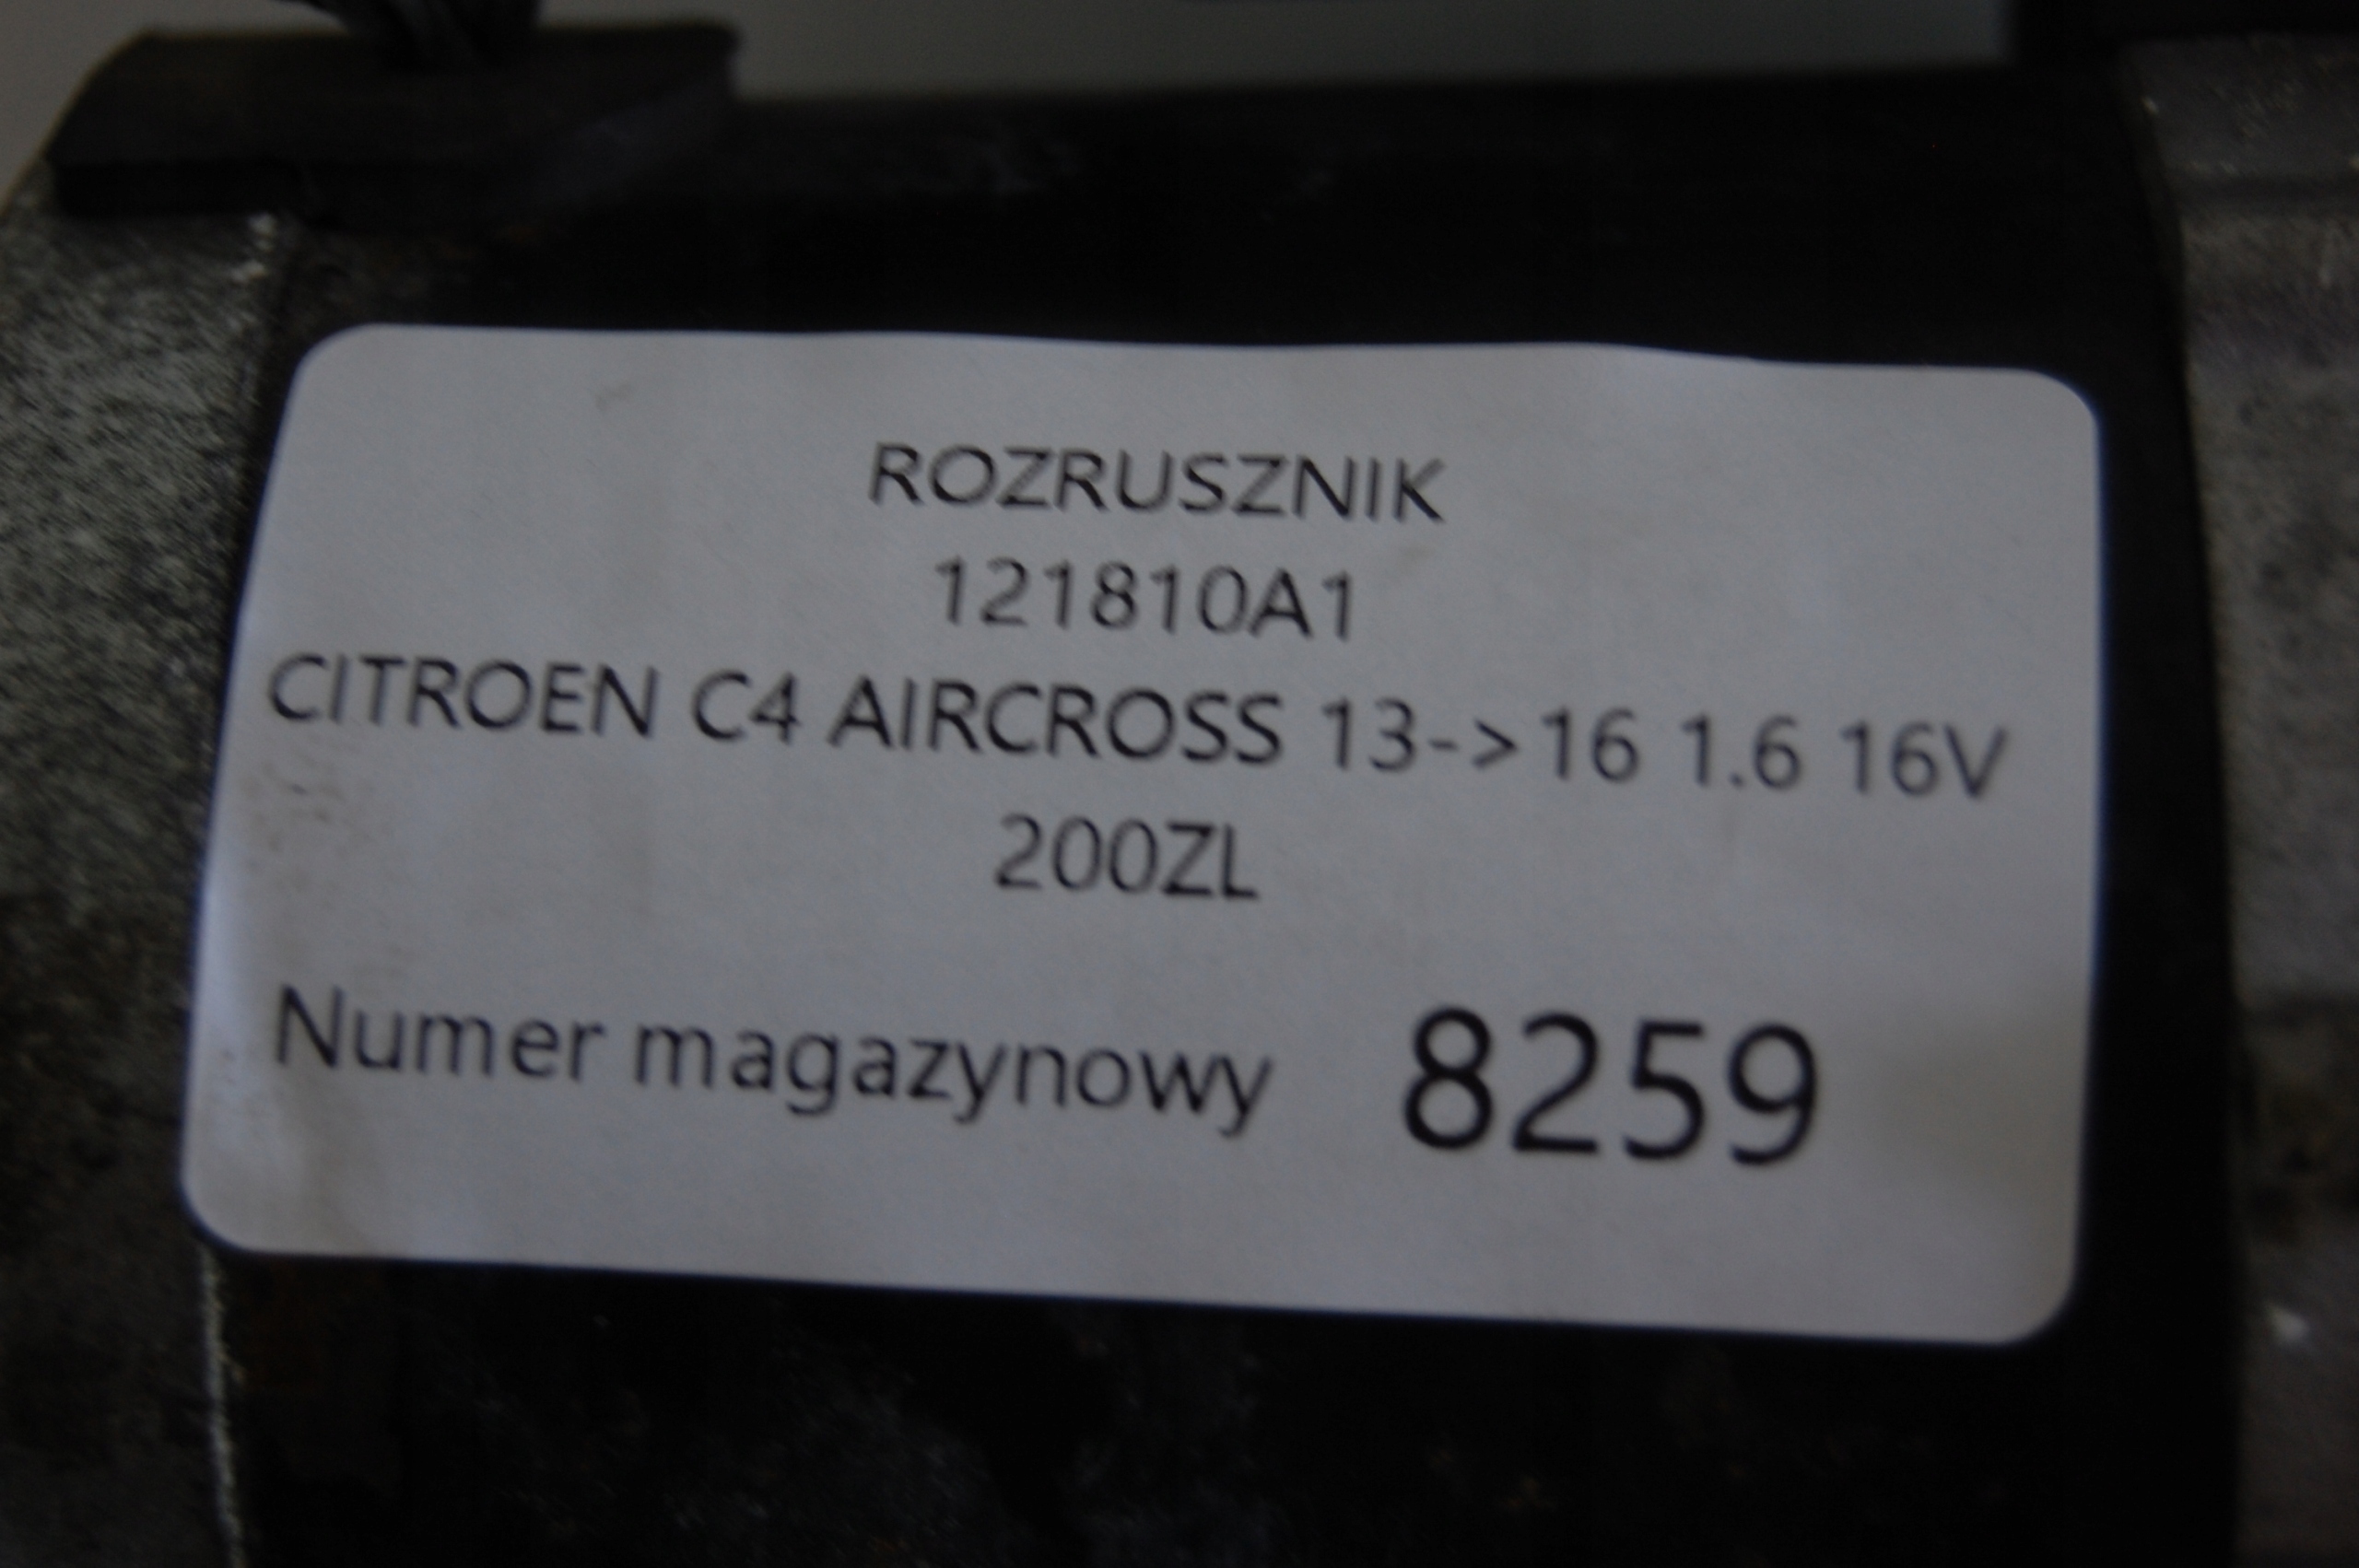 ROZRUSZNIK
121810A1
CITROEN C4 AIRCROSS 13->16 1.6 16V
200ZL
Numer magazynowy 8259